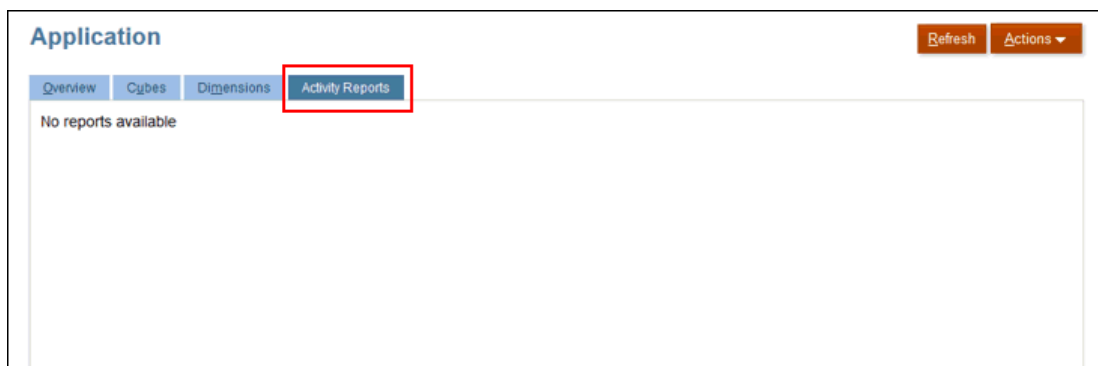 Application
Refresh Actions
Overview Cubes Dimensions Activity Reports
No reports available